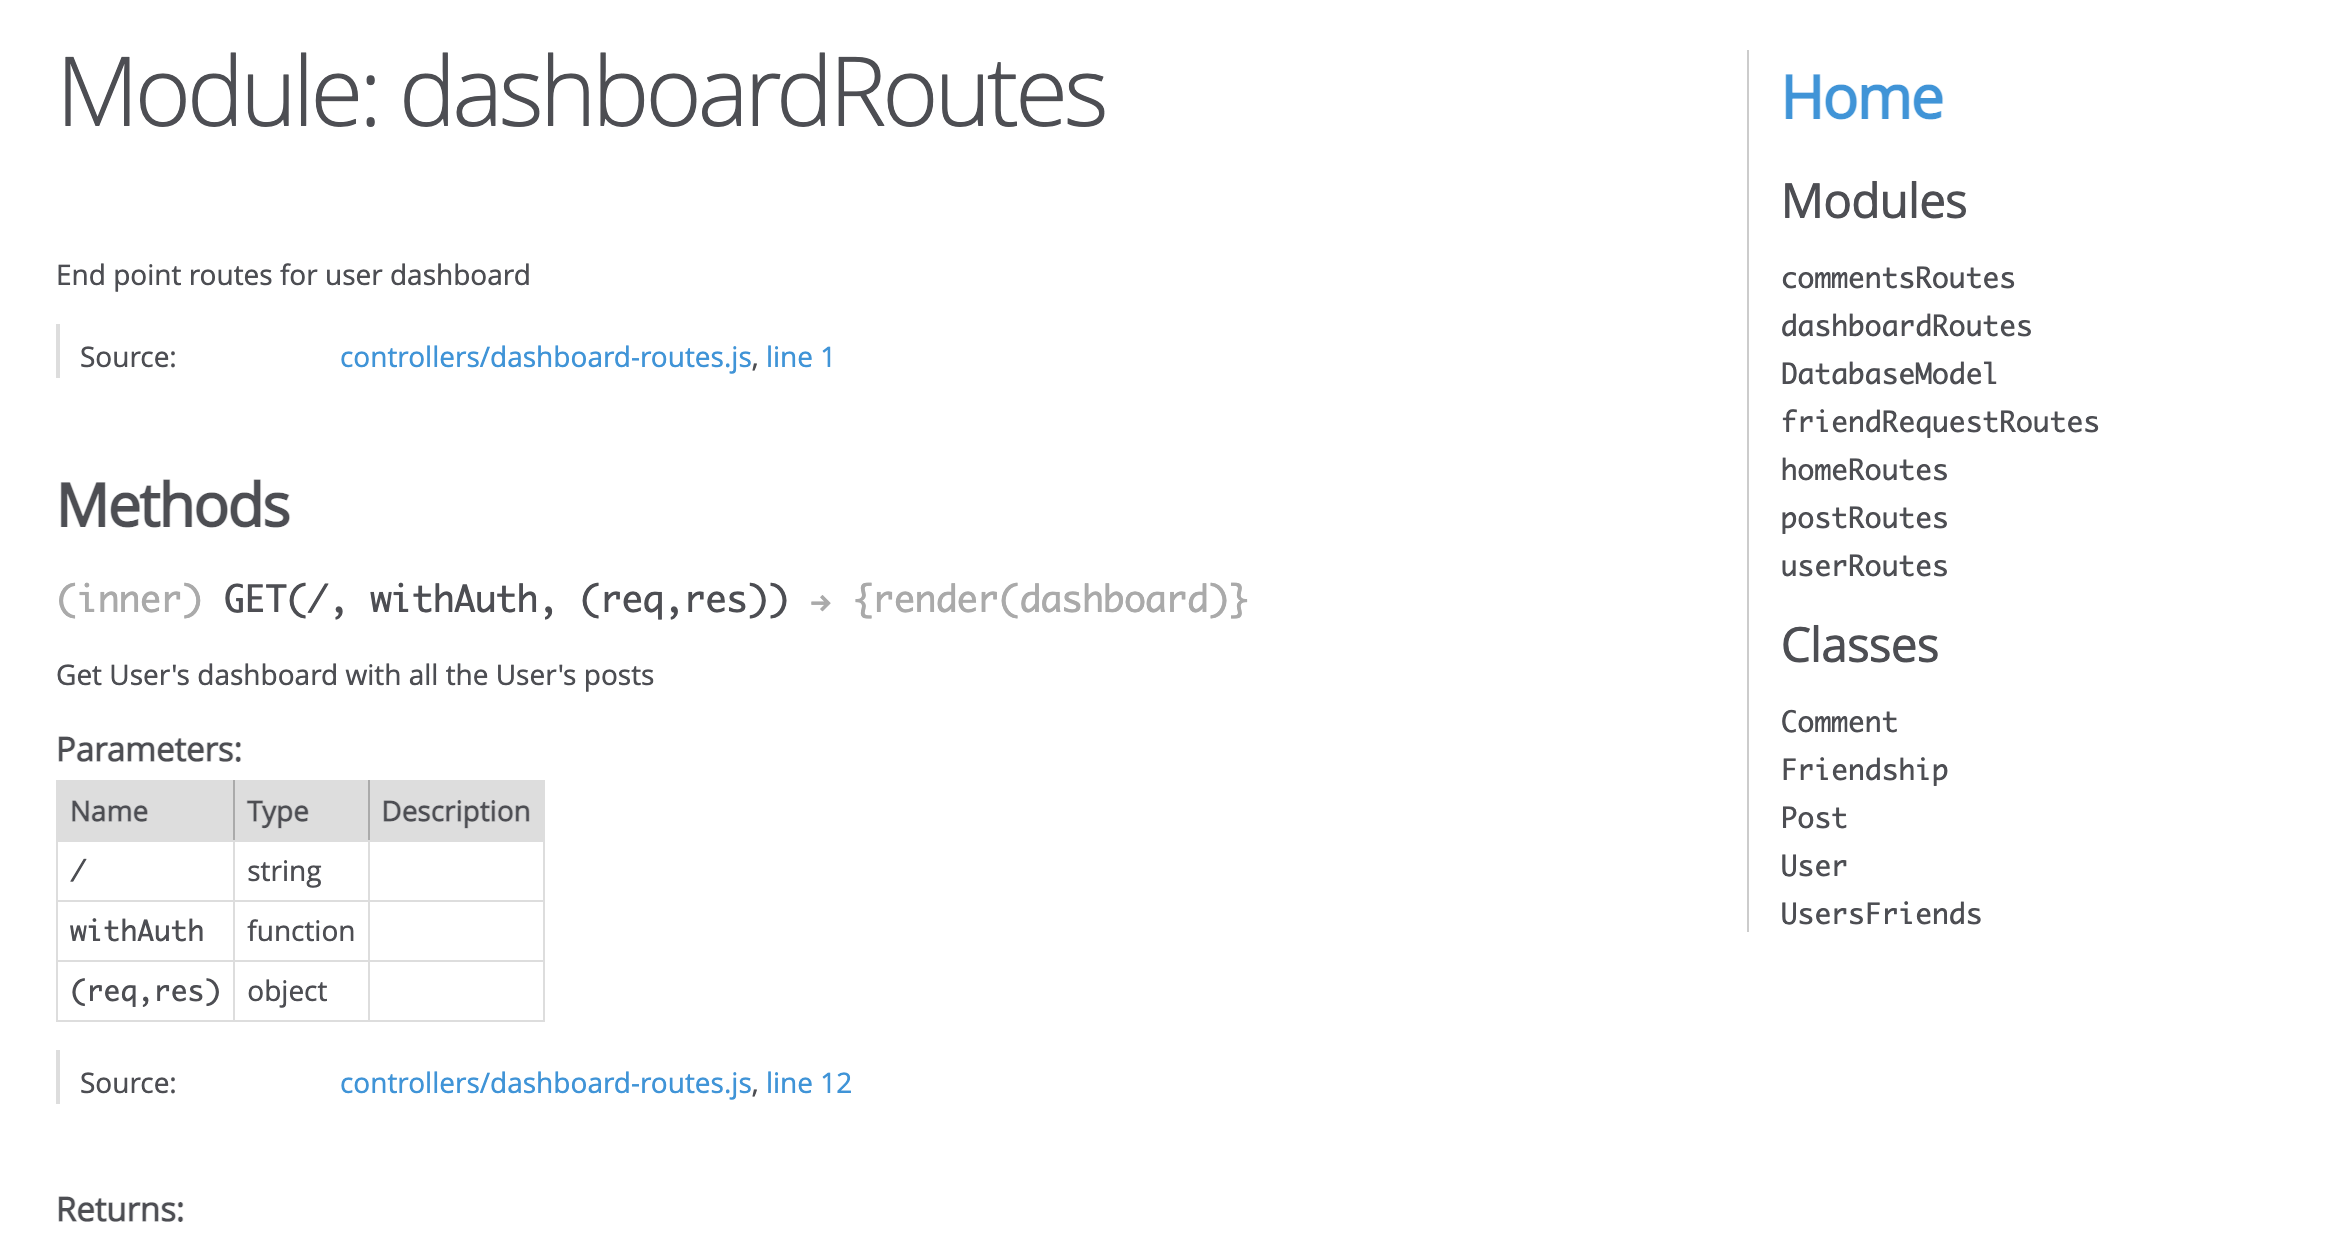 Module: dashboardRoutes
End point routes for user dashboard
Source: controllers/dashboard-routes.js, line 1
Methods
(inner) GET(/, withAuth, (req,res)) → {render(dashboard)}
Get User's dashboard with all the User's posts
Parameters:
Name Type Description
/ string
withAuth function
(req,res) object
Source: controllers/dashboard-routes.js, line 12
Returns:
Home
Modules
commentsRoutes
dashboardRoutes
DatabaseModel
friendRequestRoutes
homeRoutes
postRoutes
userRoutes
Classes
Comment
Friendship
Post
User
UsersFriends